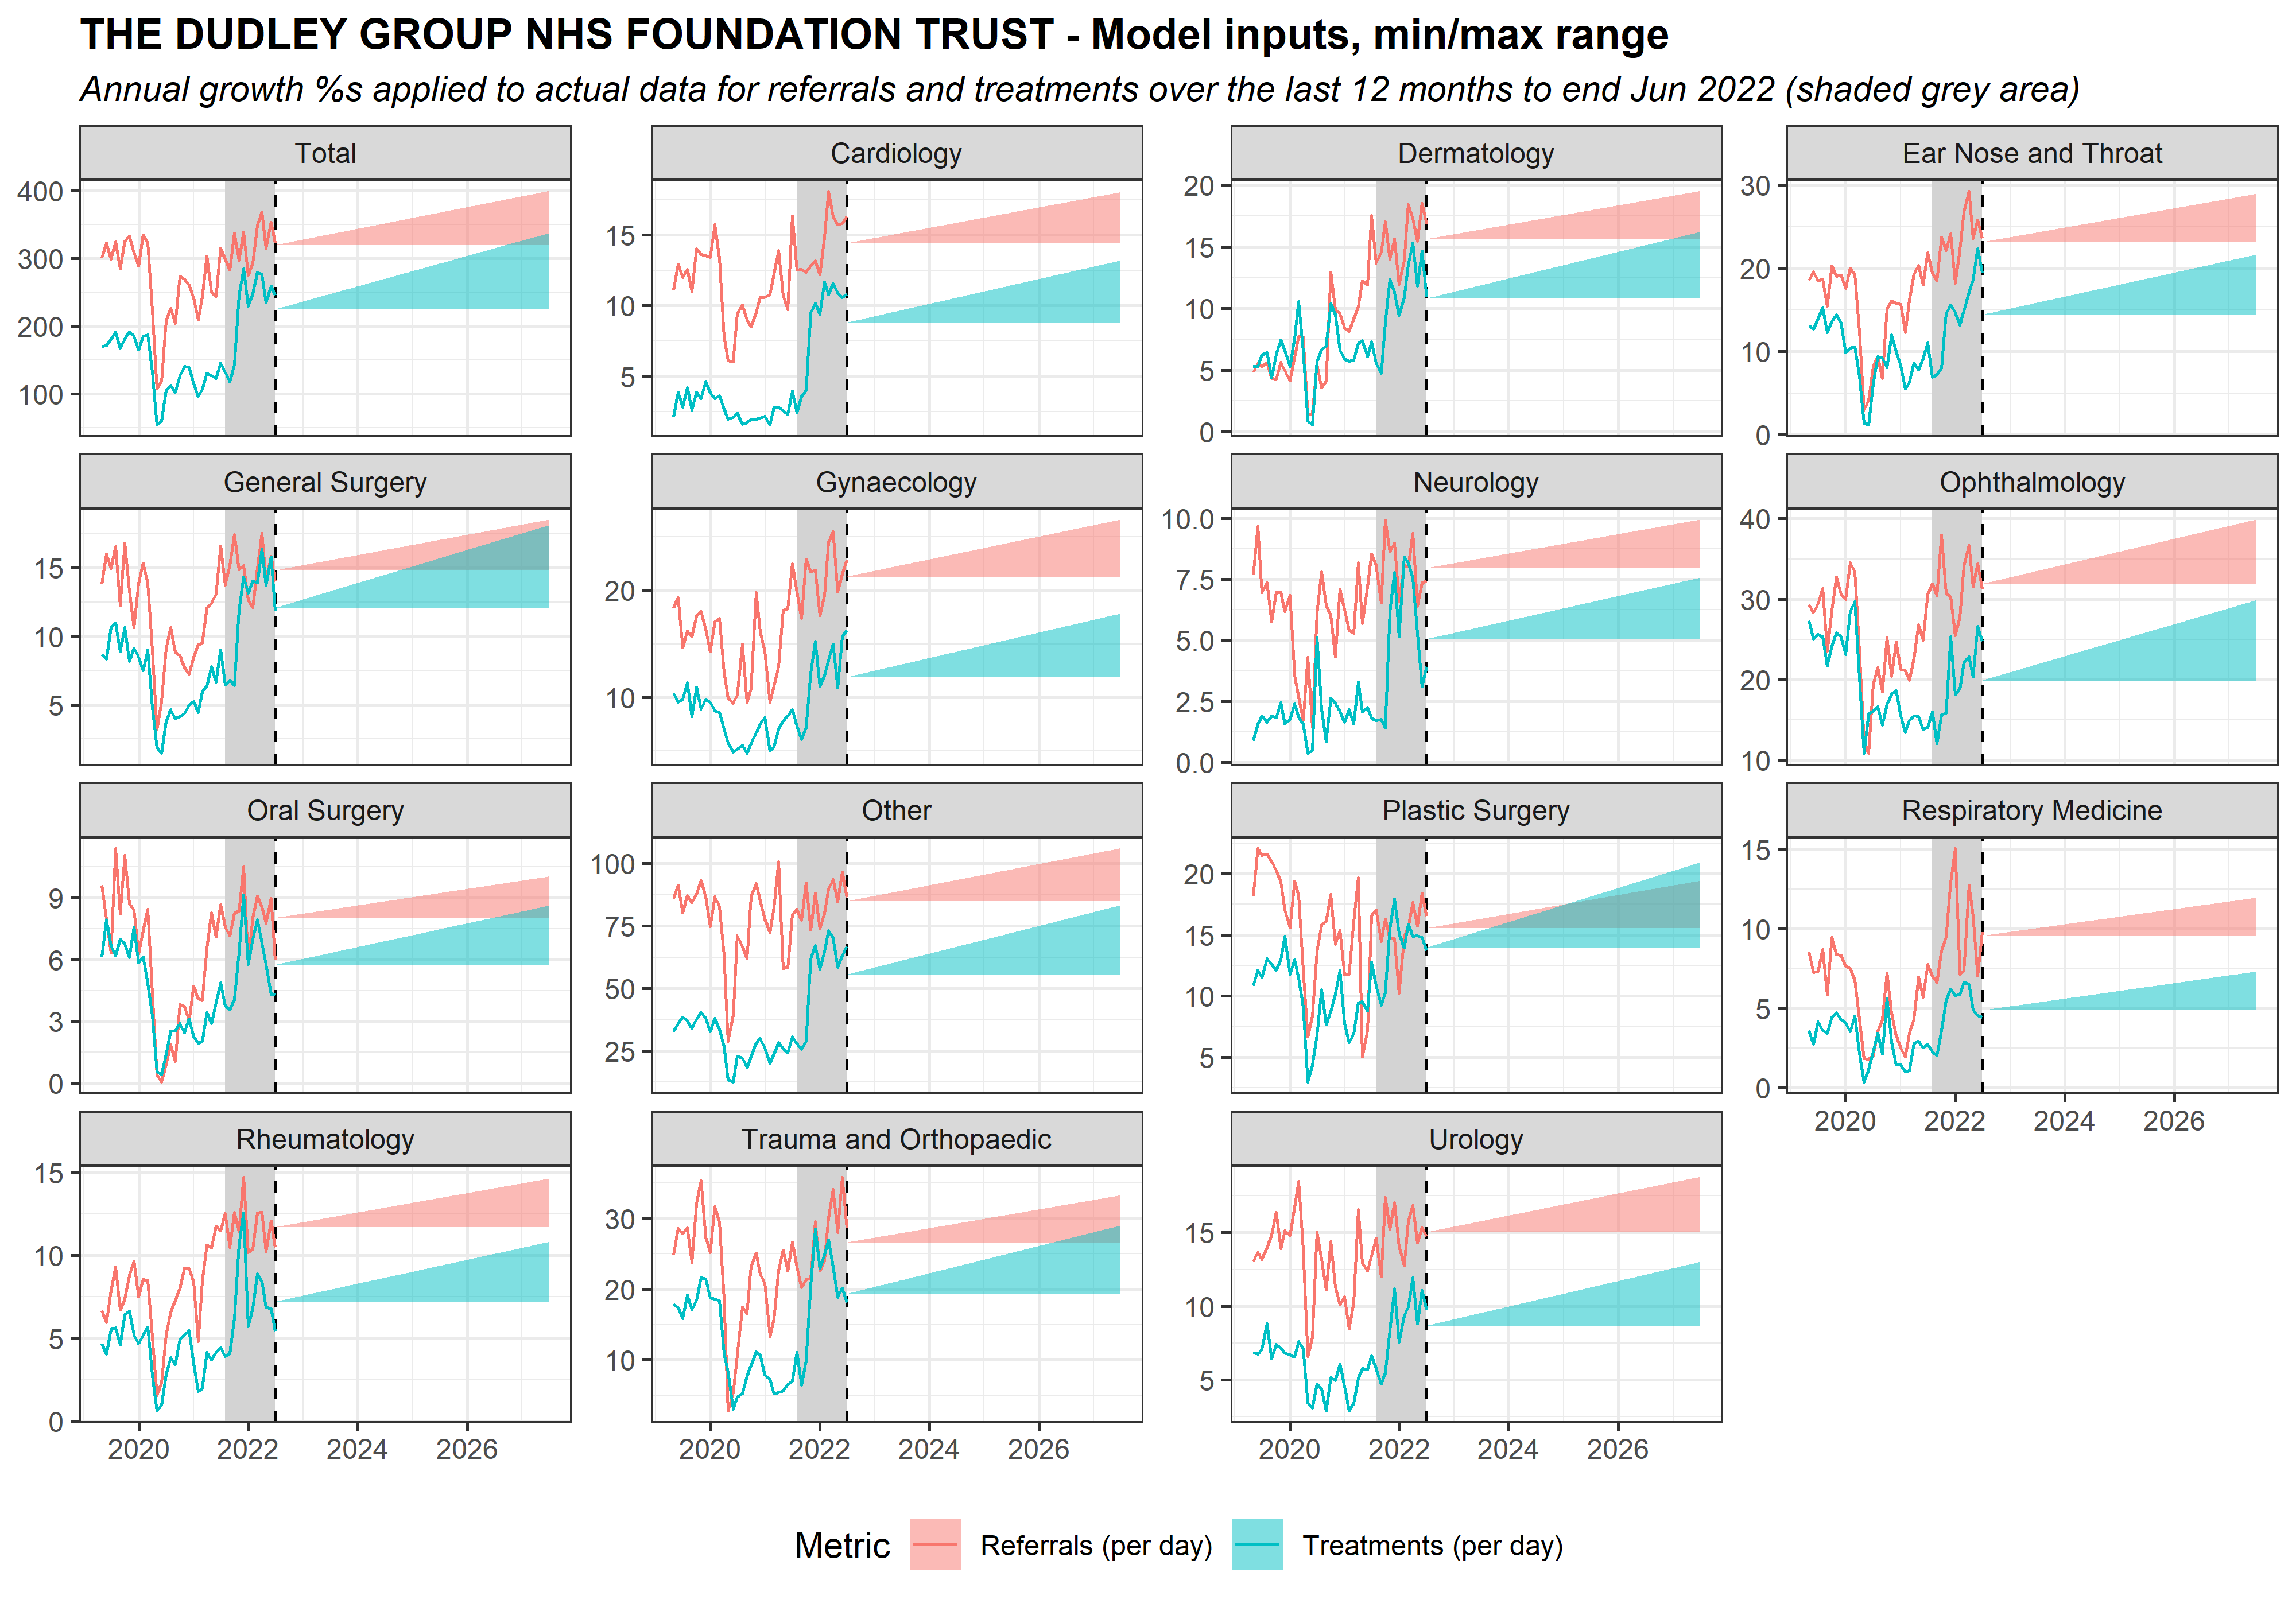 THE DUDLEY GROUP NHS FOUNDATION TRUST - Model inputs, min/max range
Annual growth %s applied to actual data for referrals and treatments over the last 12 months to end Jun 2022 (shaded grey area)
Total
400
300
200
100
Cardiology
15
10
5
Dermatology
20
15
10
5
0
Ear Nose and Throat
30
20
10
0
General Surgery
15
10
5
Gynaecology
20
10
Neurology
10.0
7.5
5.0
2.5
0.0
Ophthalmology
40
30
20
10
Oral Surgery
9
6
3
0
Other
100
75
50
25
Plastic Surgery
20
15
10
5
Respiratory Medicine
15
10
5
0
2020 2022 2024 2026
Rheumatology
15
10
5
0
2020 2022 2024 2026
Trauma and Orthopaedic
30
20
10
2020 2022 2024 2026
Urology
15
10
5
2020 2022 2024 2026
Metric Referrals (per day) Treatments (per day)